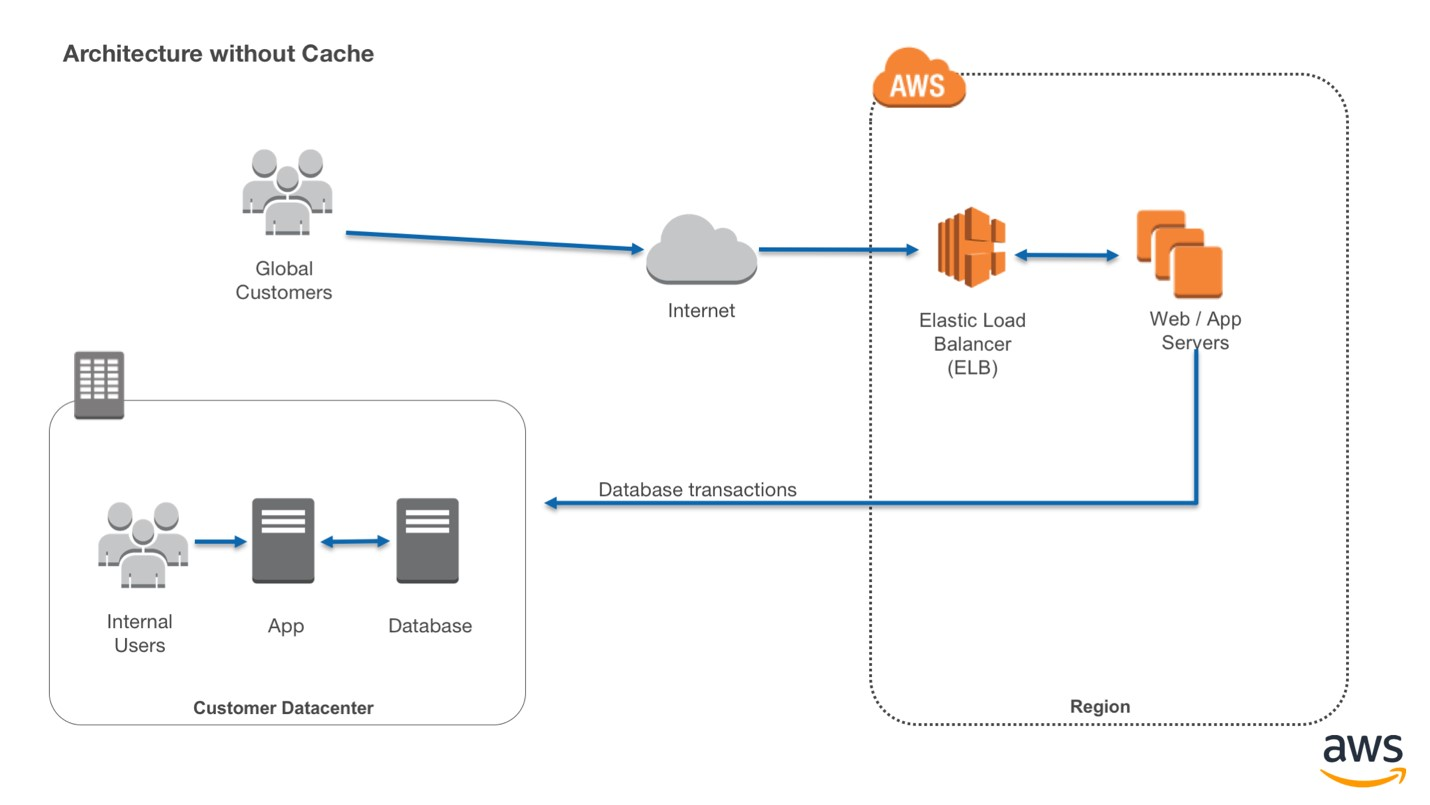 Architecture without Cache
AWS
Global
Customers
Internet
Elastic Load
Balancer
(ELB)
Web / App
Servers
Database transactions
Internal
Users
App
Database
Customer Datacenter
Region
aws